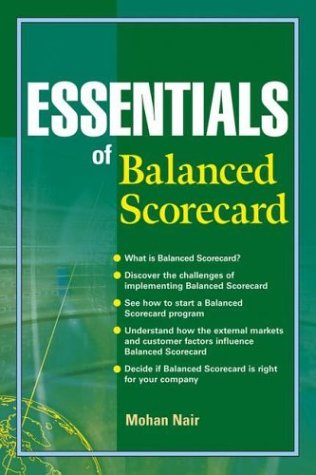 ESSENTIALS
of Balanced
Scorecard
What is Balanced Scorecard?
Discover the challenges of
implementing Balanced Scorecard
See how to start a Balanced
Scorecard program
Understand how the external markets
and customer factors influence
Balanced Scorecard
Decide if Balanced Scorecard is right
for your company
Mohan Nair